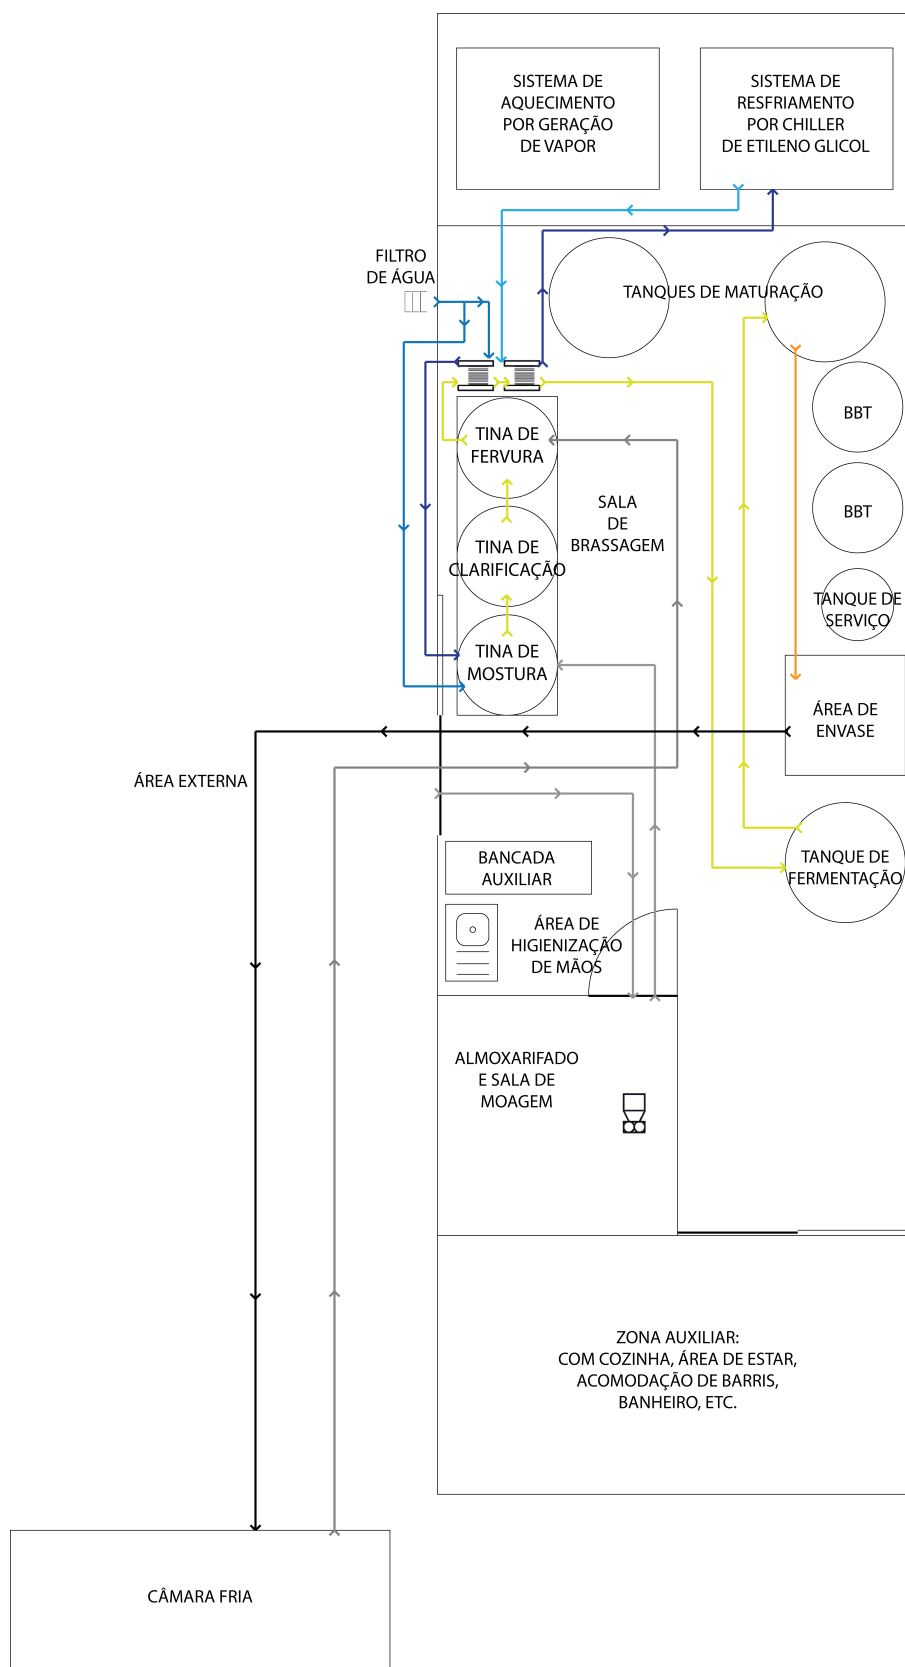 SISTEMA DE
AQUECIMENTO
POR GERAÇÃO
DE VAPOR
SISTEMA DE
RESFRIAMENTO
POR CHILLER
DE ETILENO GLICOL
FILTRO
DE ÁGUA
TANQUES DE MATURAÇÃO
BBT
TINA DE
FERVURA
SALA
DE
BRASSAGEM
BBT
TINA DE
CLARIFICAÇÃO
TANQUE DE
SERVIÇO
TINA DE
MOSTURA
ÁREA DE
ENVASE
ÁREA EXTERNA
BANCADA
AUXILIAR
TANQUE DE
FERMENTAÇÃO
ÁREA DE
HIGIENIZAÇÃO
DE MÃOS
ALMOXARIFADO
E SALA DE
MOAGEM
ZONA AUXILIAR:
COM COZINHA, ÁREA DE ESTAR,
ACOMODAÇÃO DE BARRIS,
BANHEIRO, ETC.
CÂMARA FRIA